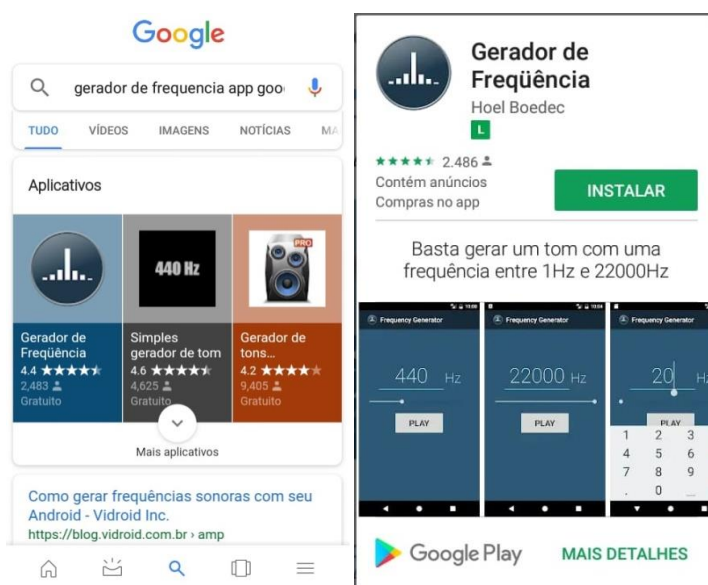 Google
gerador de frequencia app goo
TUDO VÍDEOS IMAGENS NOTÍCIAS MA
Aplicativos
440 Hz
PRO
Gerador de
Freqüência
4.4 ★★★★★
2,483
Gratuito
Simples
gerador de tom
4.6 ★★★★★
4,625
Gratuito
Gerador de
tons...
4.2 ★★★★★
9,405
Gratuito
Mais aplicativos
Como gerar frequências sonoras com seu
Android - Vidroid Inc.
https://blog.vidroid.com.br › amp
Gerador de
Freqüência
Hoel Boedec
L
★★★★★ 2.486
Contém anúncios
Compras no app
INSTALAR
Basta gerar um tom com uma
frequência entre 1Hz e 22000Hz
Frequency Generator
440 Hz
PLAY
Frequency Generator
22000 Hz
PLAY
Frequency Generator
20 Hz
PLAY
1 2 3
4 5 6
7 8 9
. 0 _
Google Play
MAIS DETALHES